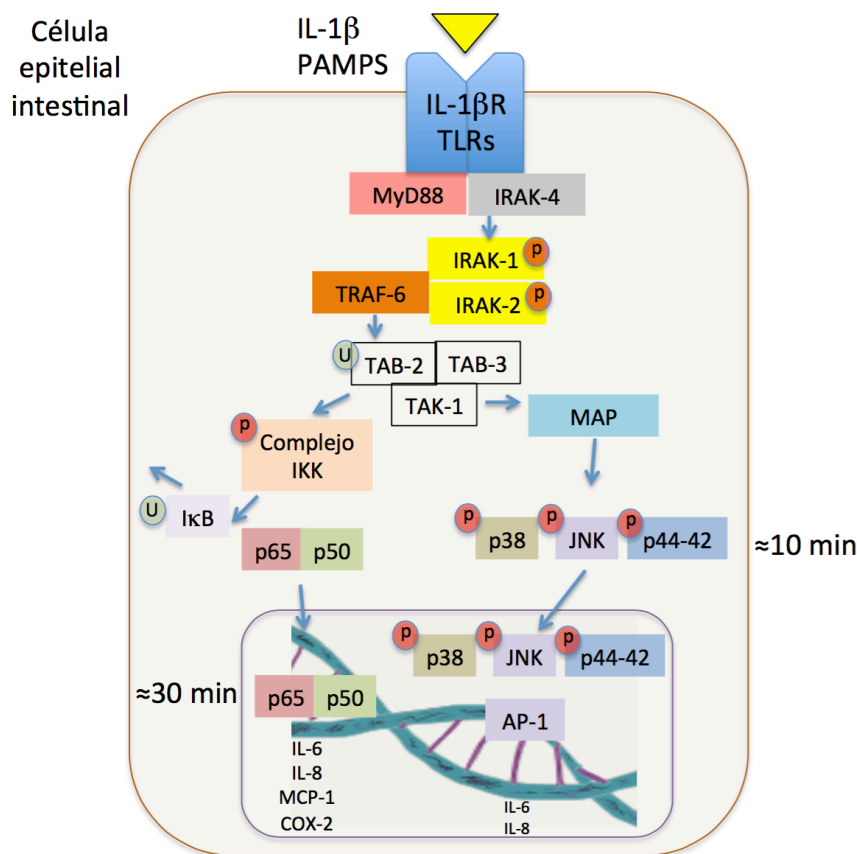 Célula
epitelial
intestinal
IL-1β
PAMPS
IL-1βR
TLRs
MyD88
IRAK-4
IRAK-1
p
TRAF-6
IRAK-2
p
U
TAB-2
TAB-3
TAK-1
MAP
p
Complejo
IKK
U
IκB
p65
p50
p
p38
p
JNK
p
p44-42
≈10 min
p
p38
p
JNK
p
p44-42
≈30 min
p65
p50
AP-1
IL-6
IL-8
MCP-1
COX-2
IL-6
IL-8